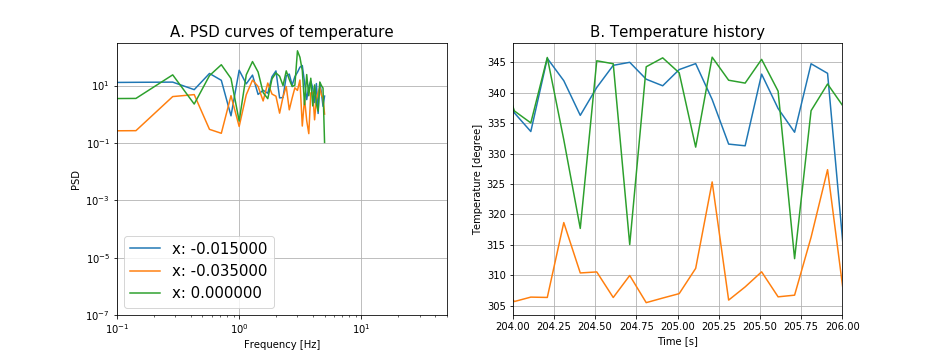 A. PSD curves of temperature
PSD
10^1
10^-1
10^-3
10^-5
10^-7
x: -0.015000
x: -0.035000
x: 0.000000
10^-1
10^0
10^1
Frequency [Hz]
B. Temperature history
Temperature [degree]
345
340
335
330
325
320
315
310
305
204.00 204.25 204.50 204.75 205.00 205.25 205.50 205.75 206.00
Time [s]